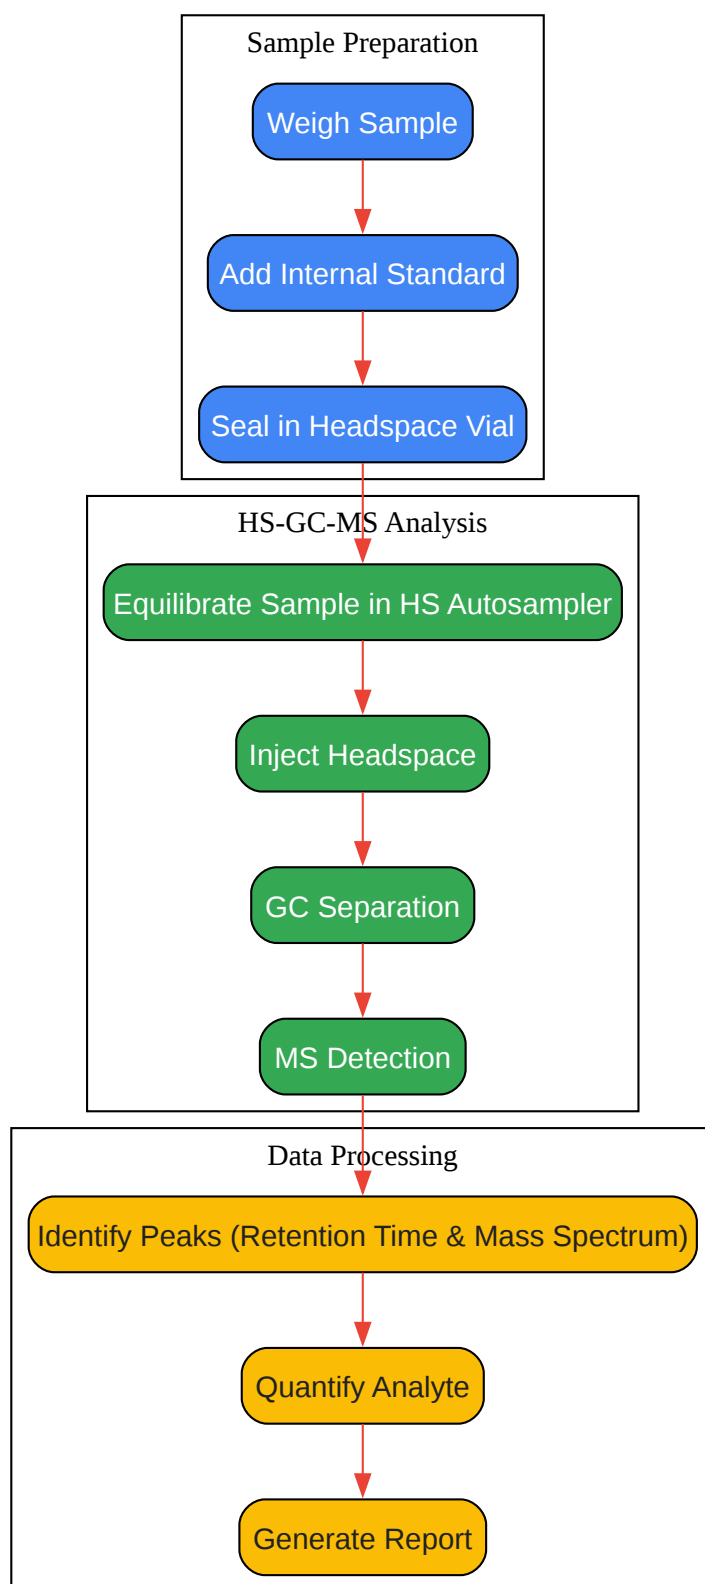 Sample Preparation
Weigh Sample
Add Internal Standard
Seal in Headspace Vial
HS-GC-MS Analysis
Equilibrate Sample in HS Autosampler
Inject Headspace
GC Separation
MS Detection
Data Processing
Identify Peaks (Retention Time & Mass Spectrum)
Quantify Analyte
Generate Report